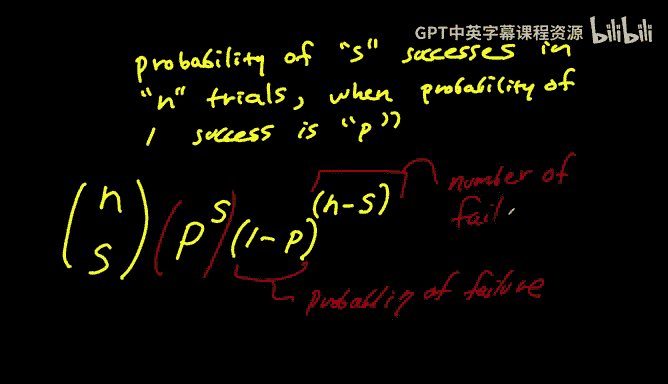 GPT中英字幕课程资源 bilibili
probability of "s" successes in
"n" trials, when probability of
1 success is "p"
(n s) (p^s) (1-p)^(n-s)
number of
fail
probabliy of failure